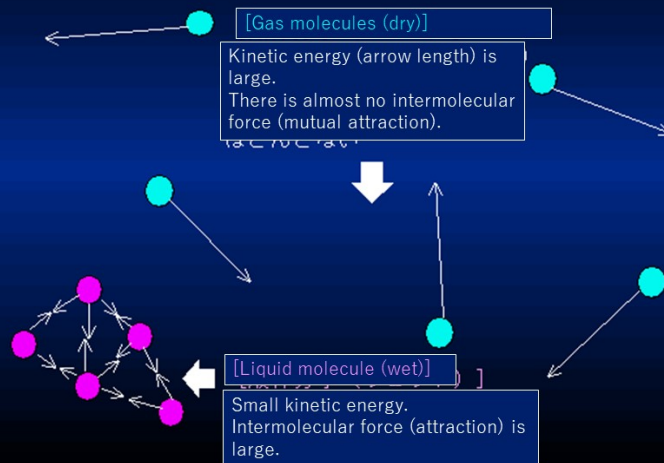 [Gas molecules (dry)]
Kinetic energy (arrow length) is
large.
There is almost no intermolecular
force (mutual attraction).
ほとんどない
[Liquid molecule (wet)]
Small kinetic energy.
Intermolecular force (attraction) is
large.